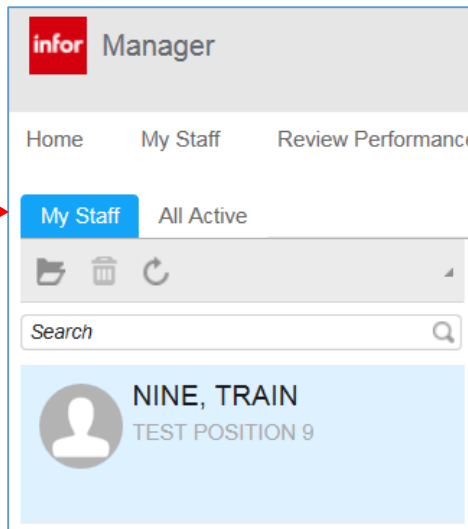 infor Manager
Home My Staff Review Performance
My Staff All Active
Search
NINE, TRAIN
TEST POSITION 9